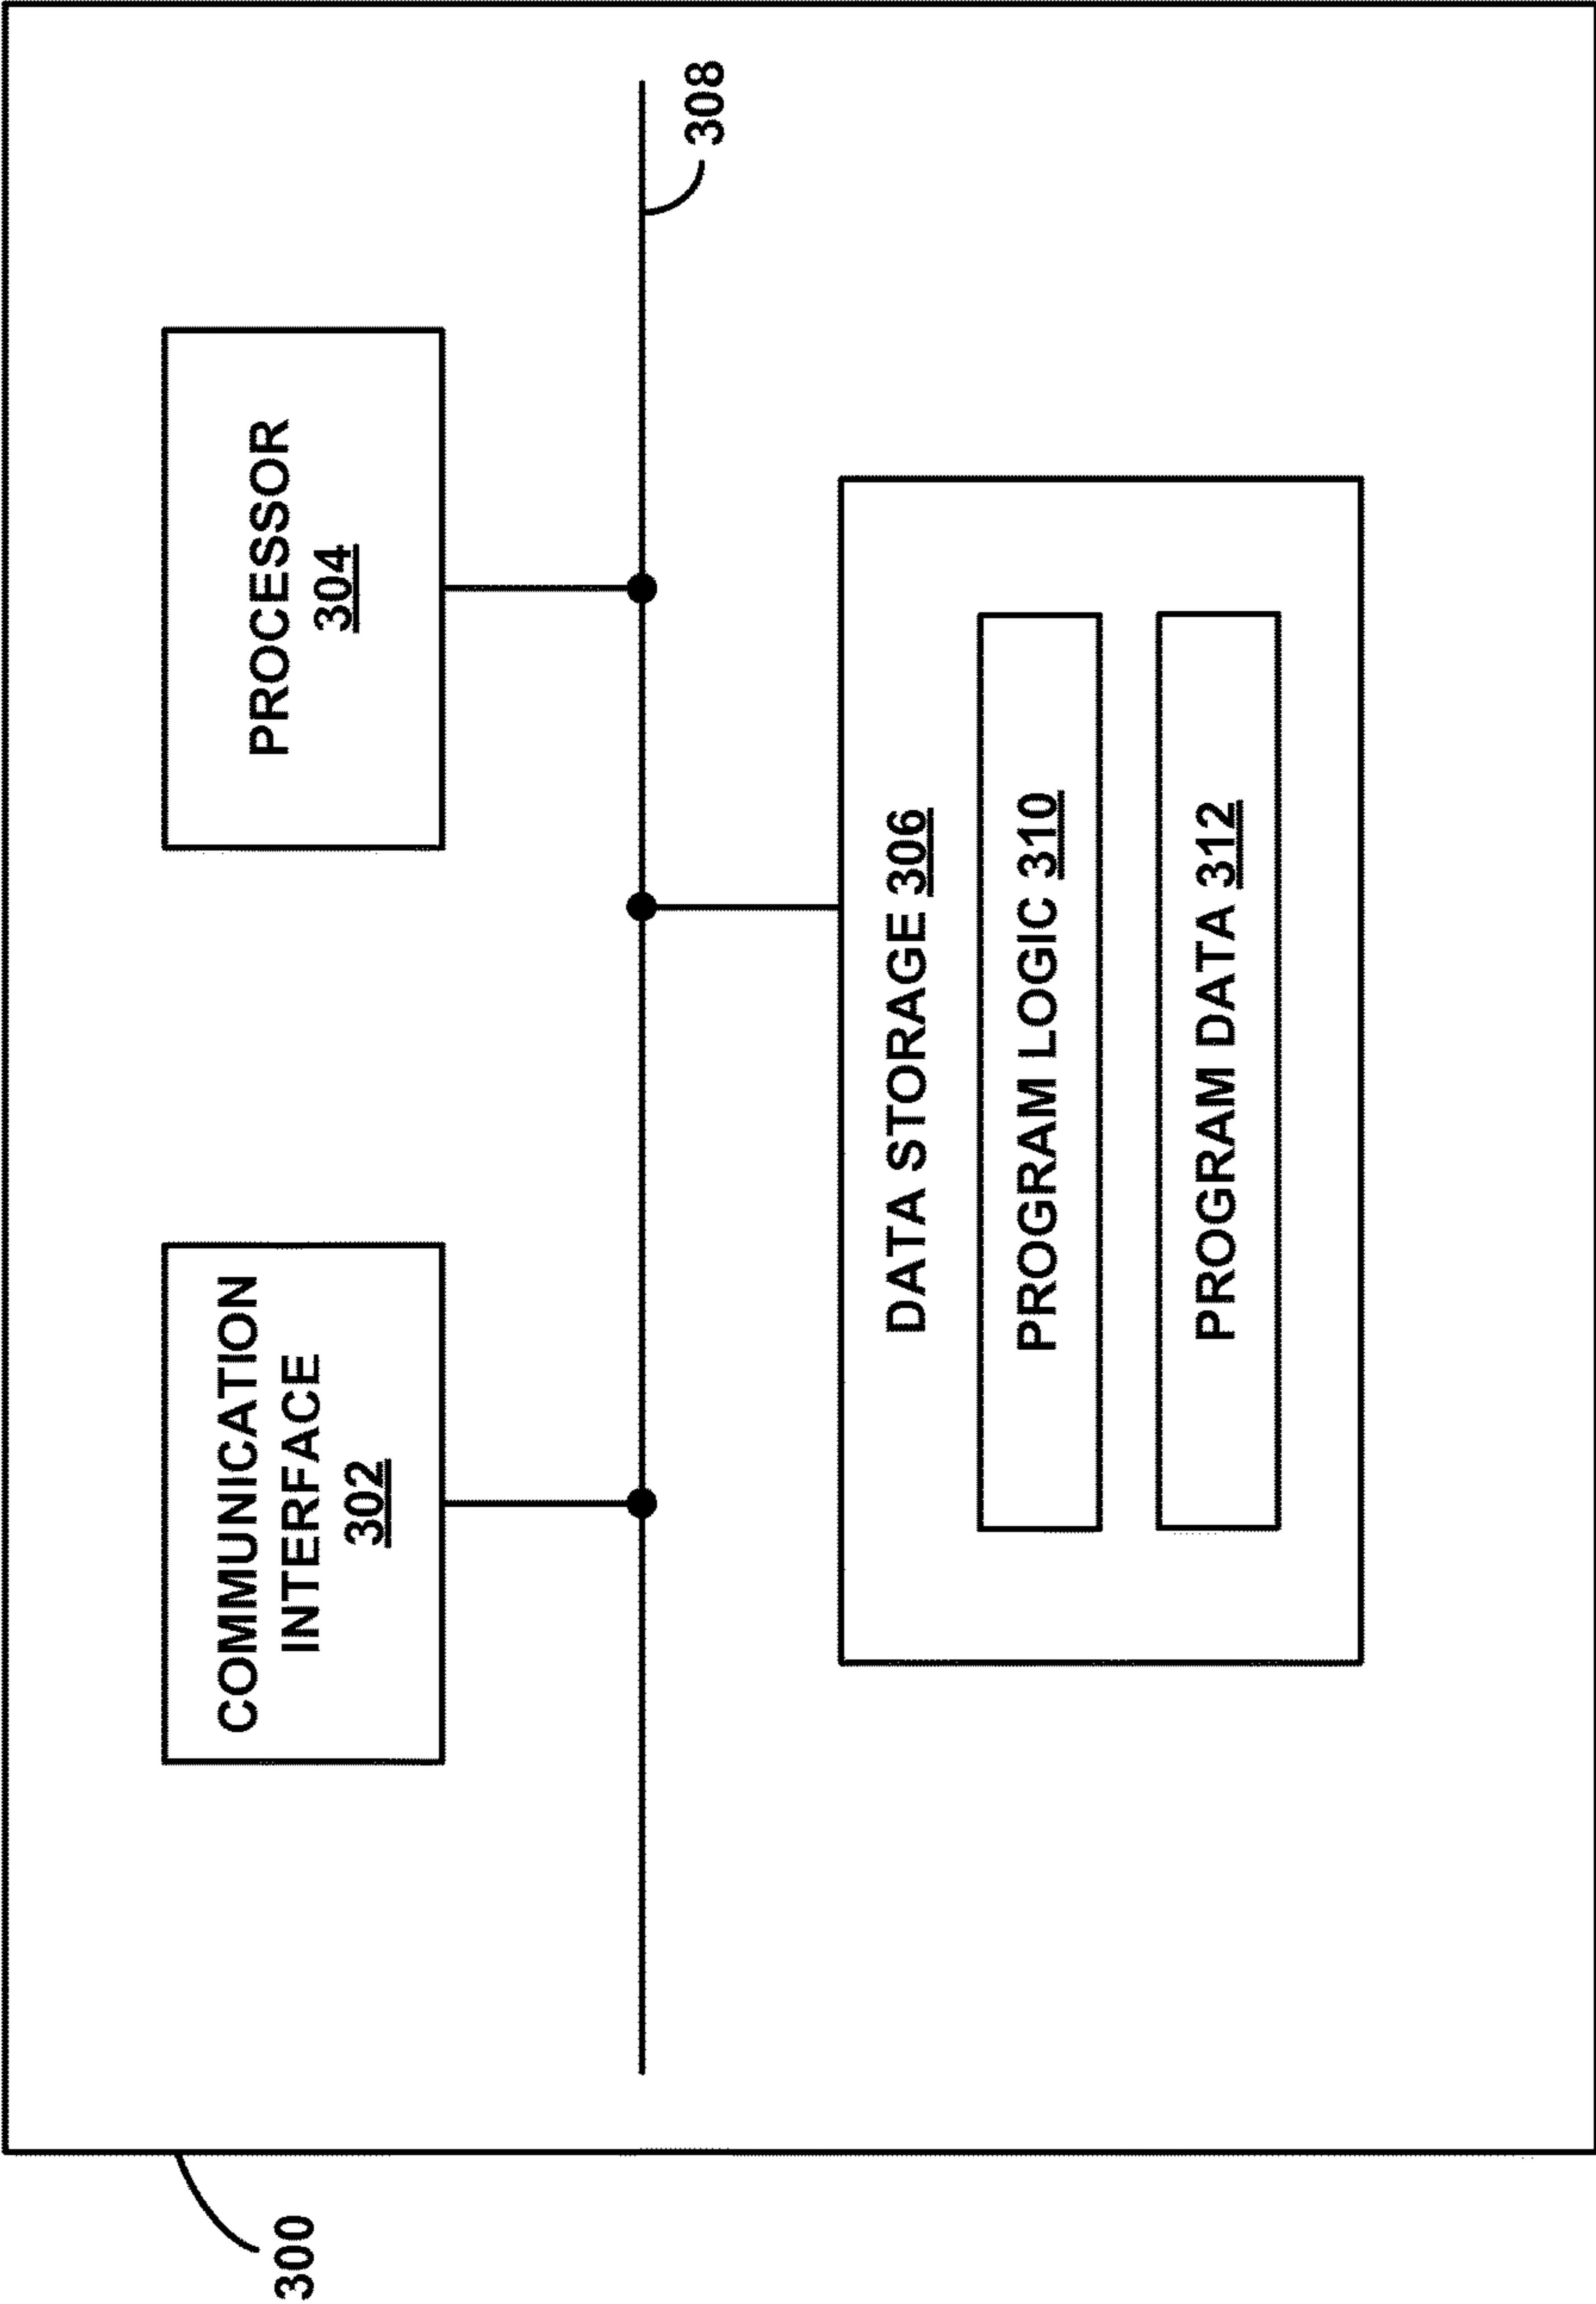 300
COMMUNICATION
INTERFACE
302
PROCESSOR
304
308
DATA STORAGE 306
PROGRAM LOGIC 310
PROGRAM DATA 312